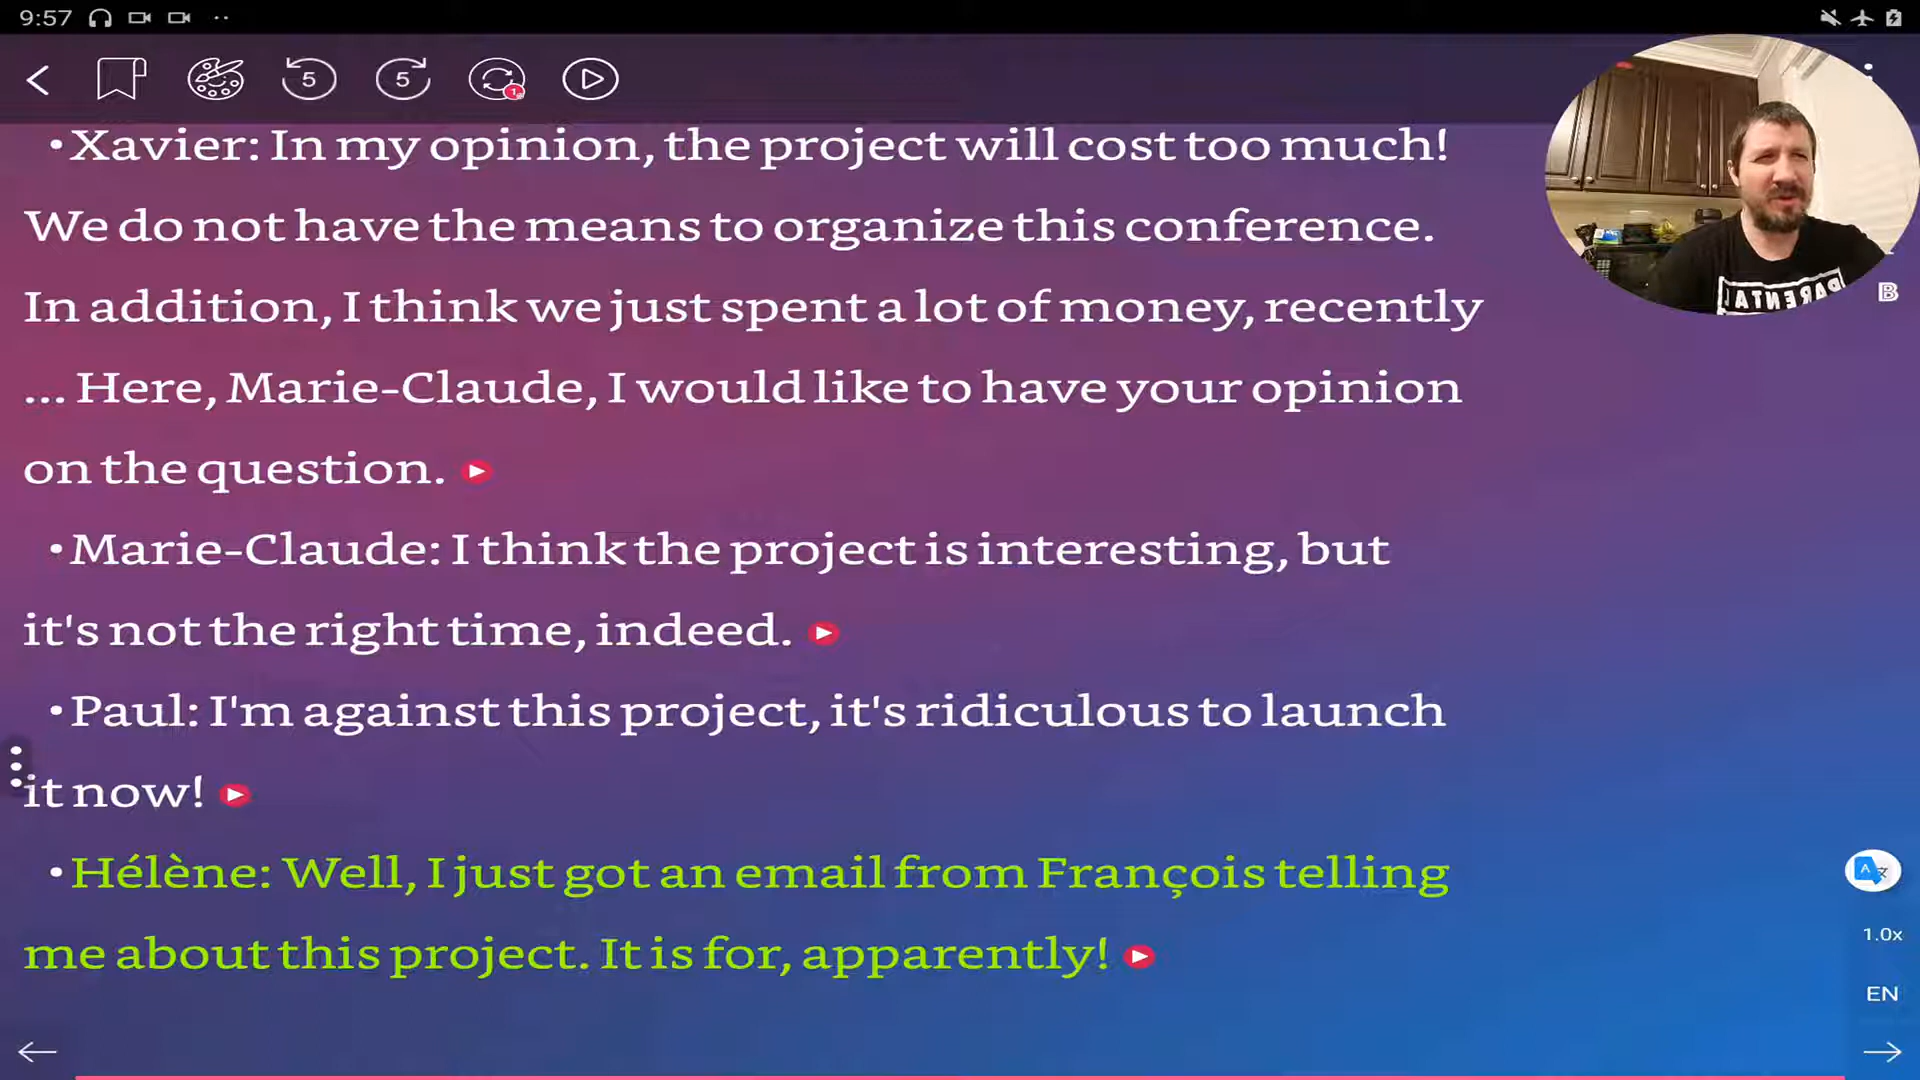 9:57
5 5
• Xavier: In my opinion, the project will cost too much!
We do not have the means to organize this conference.
In addition, I think we just spent a lot of money, recently
... Here, Marie-Claude, I would like to have your opinion
on the question.
• Marie-Claude: I think the project is interesting, but
it's not the right time, indeed.
• Paul: I'm against this project, it's ridiculous to launch
it now!
• Hélène: Well, I just got an email from François telling
me about this project. It is for, apparently!
B
1.0x
EN
PARENTAL